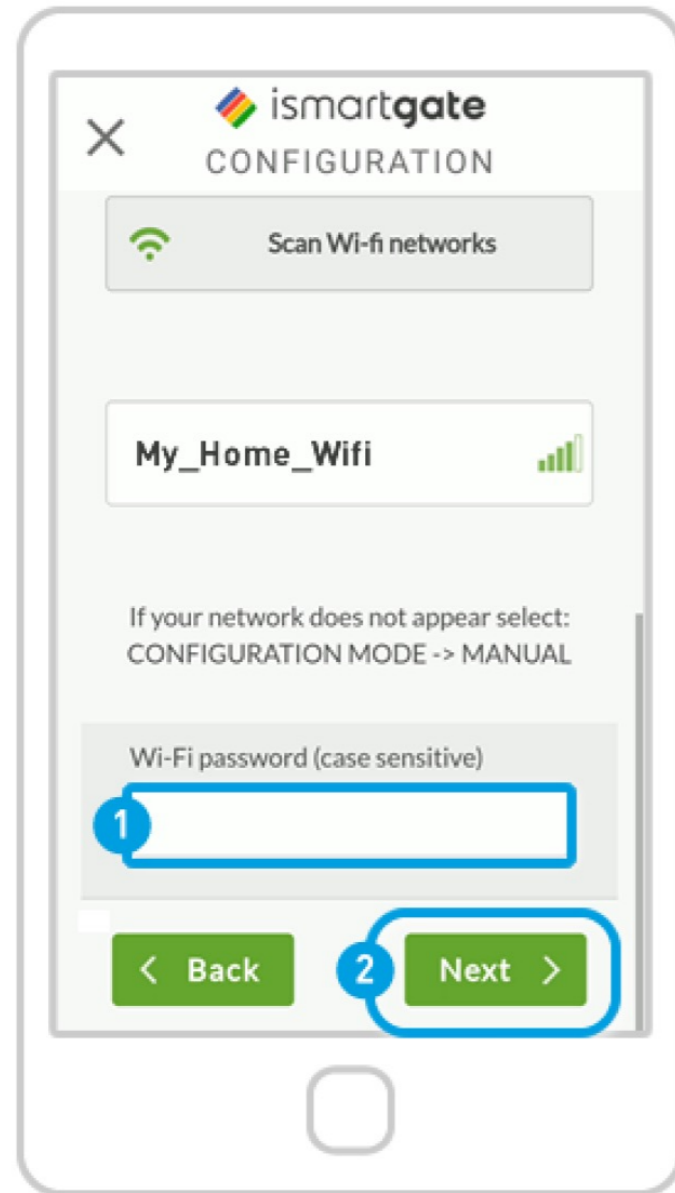 ismartgate
CONFIGURATION
Scan Wi-fi networks
My_Home_Wifi
If your network does not appear select:
CONFIGURATION MODE -> MANUAL
Wi-Fi password (case sensitive)
1
< Back
2
Next >